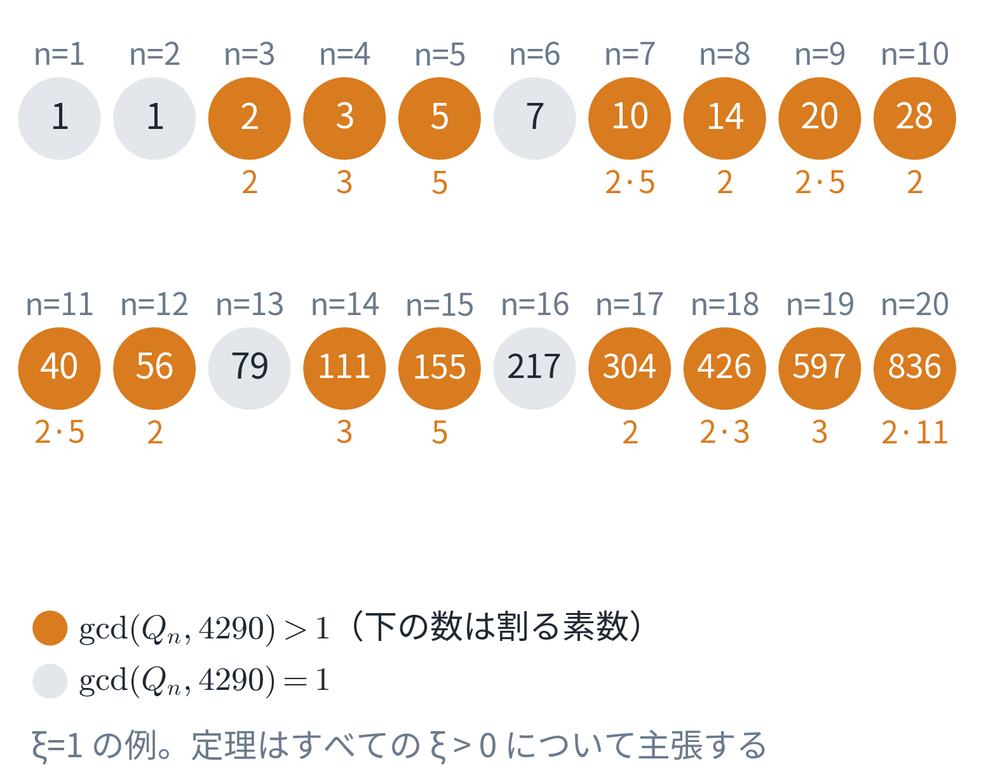 n=1 n=2 n=3 n=4 n=5 n=6 n=7 n=8 n=9 n=10
1 1 2 3 5 7 10 14 20 28
2 3 5 2·5 2 2·5 2
n=11 n=12 n=13 n=14 n=15 n=16 n=17 n=18 n=19 n=20
40 56 79 111 155 217 304 426 597 836
2·5 2 3 5 2 2·3 3 2·11
gcd(Qₙ, 4290) > 1（下の数は割る素数）
gcd(Qₙ, 4290) = 1
ξ=1 の例。定理はすべての ξ > 0 について主張する